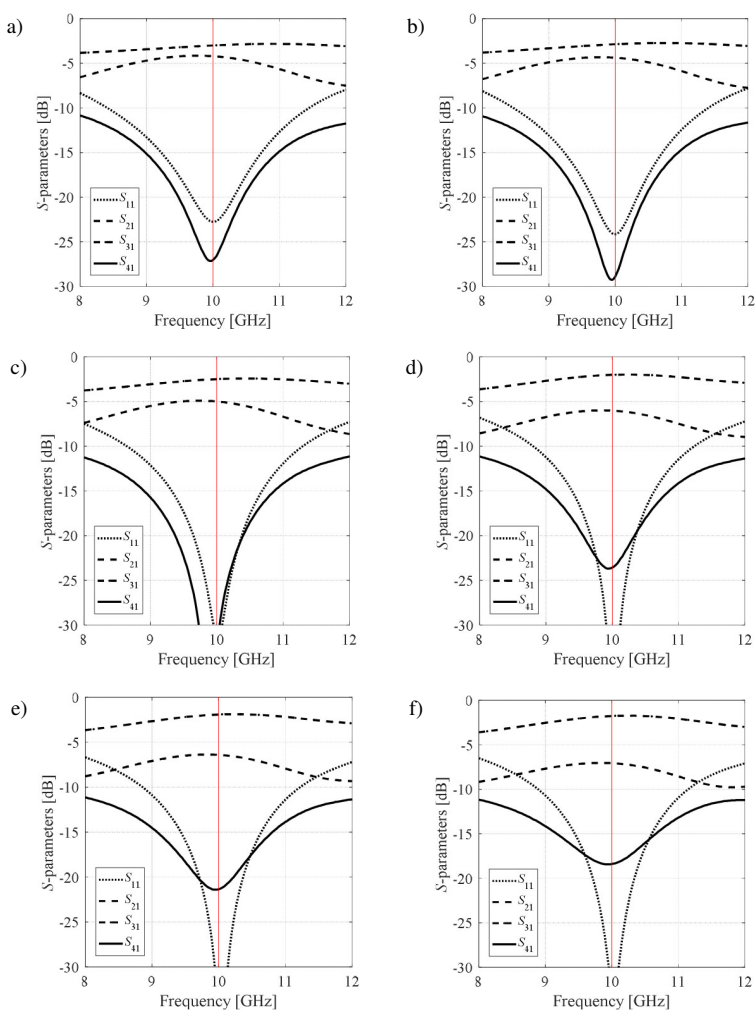 a)
0
-5
-10
-15
-20
-25
-30
S-parameters [dB]
S11
S21
S31
S41
8 9 10 11 12
Frequency [GHz]
b)
0
-5
-10
-15
-20
-25
-30
S-parameters [dB]
S11
S21
S31
S41
8 9 10 11 12
Frequency [GHz]
c)
0
-5
-10
-15
-20
-25
-30
S-parameters [dB]
S11
S21
S31
S41
8 9 10 11 12
Frequency [GHz]
d)
0
-5
-10
-15
-20
-25
-30
S-parameters [dB]
S11
S21
S31
S41
8 9 10 11 12
Frequency [GHz]
e)
0
-5
-10
-15
-20
-25
-30
S-parameters [dB]
S11
S21
S31
S41
8 9 10 11 12
Frequency [GHz]
f)
0
-5
-10
-15
-20
-25
-30
S-parameters [dB]
S11
S21
S31
S41
8 9 10 11 12
Frequency [GHz]